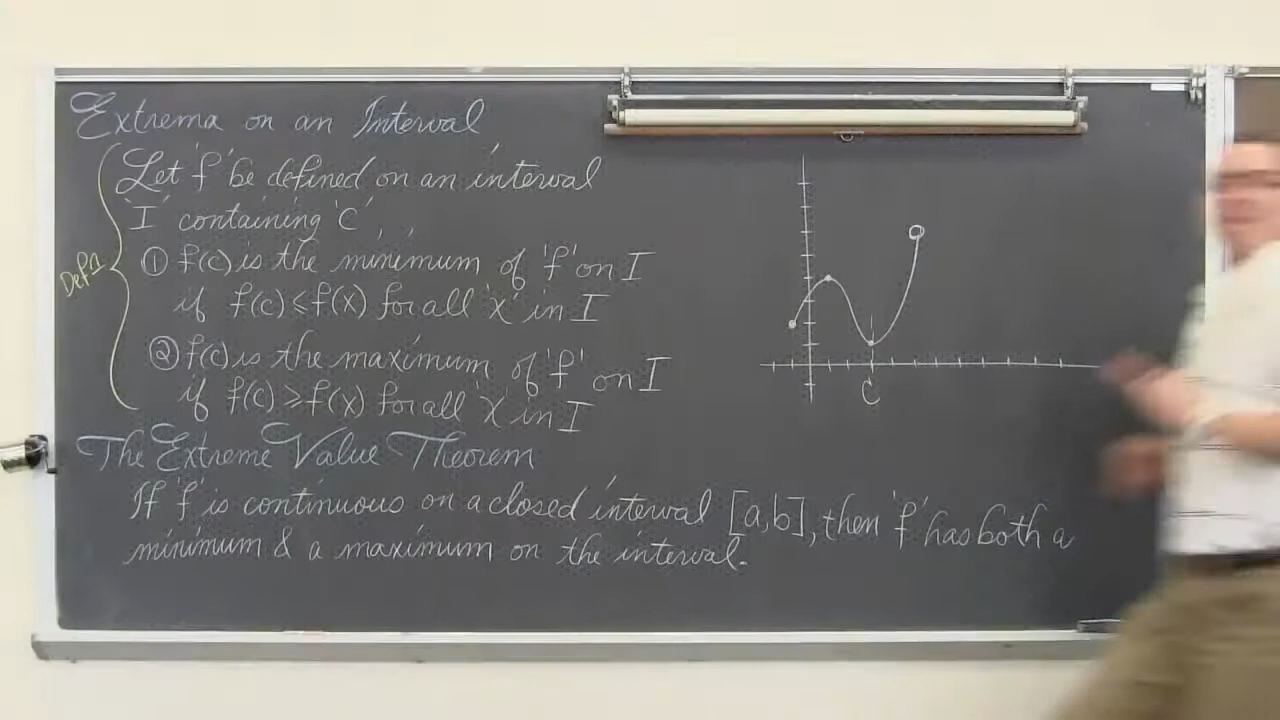 Extrema on an Interval
Let 'f' be defined on an interval
'I' containing 'C',
Defn
① f(c) is the minimum of 'f' on I
if f(c) ≤ f(x) for all 'x' in I
② f(c) is the maximum of 'f' on I
if f(c) ≥ f(x) for all 'x' in I
The Extreme Value Theorem
If 'f' is continuous on a closed interval [a,b], then 'f' has both a
minimum & a maximum on the interval.
C